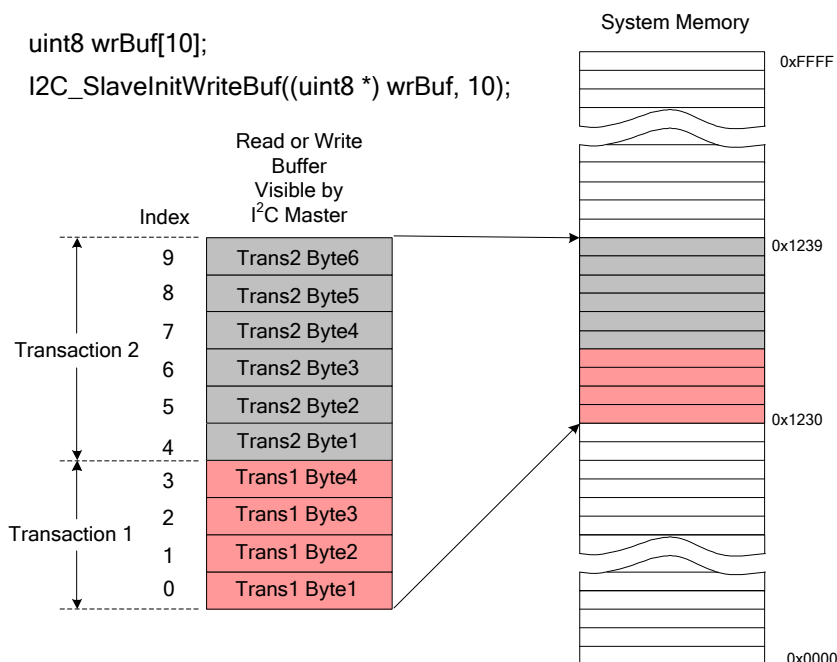 System Memory
uint8 wrBuf[10];
I2C_SlaveInitWriteBuf((uint8 *) wrBuf, 10);
0xFFFF
Read or Write
Buffer
Visible by
I²C Master
Index
9 Trans2 Byte6
0x1239
8 Trans2 Byte5
7 Trans2 Byte4
Transaction 2
6 Trans2 Byte3
5 Trans2 Byte2
0x1230
4 Trans2 Byte1
3 Trans1 Byte4
2 Trans1 Byte3
Transaction 1
1 Trans1 Byte2
0 Trans1 Byte1
0x0000